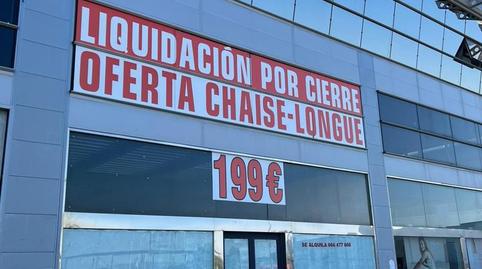 LIQUIDACIÓN POR CIERRE
OFERTA CHAISE-LONGUE
199€
SE ALQUILA